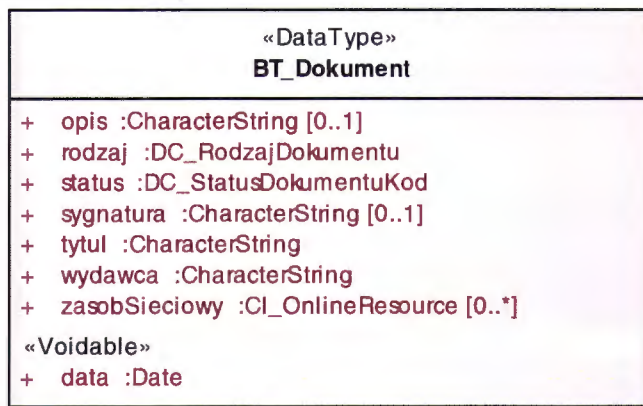 «DataType»
BT_Dokument
+ opis :CharacterString [0..1]
+ rodzaj :DC_RodzajDokumentu
+ status :DC_StatusDokumentuKod
+ sygnatura :CharacterString [0..1]
+ tytul :CharacterString
+ wydawca :CharacterString
+ zasobSieciowy :CI_OnlineResource [0..*]
«Voidable»
+ data :Date